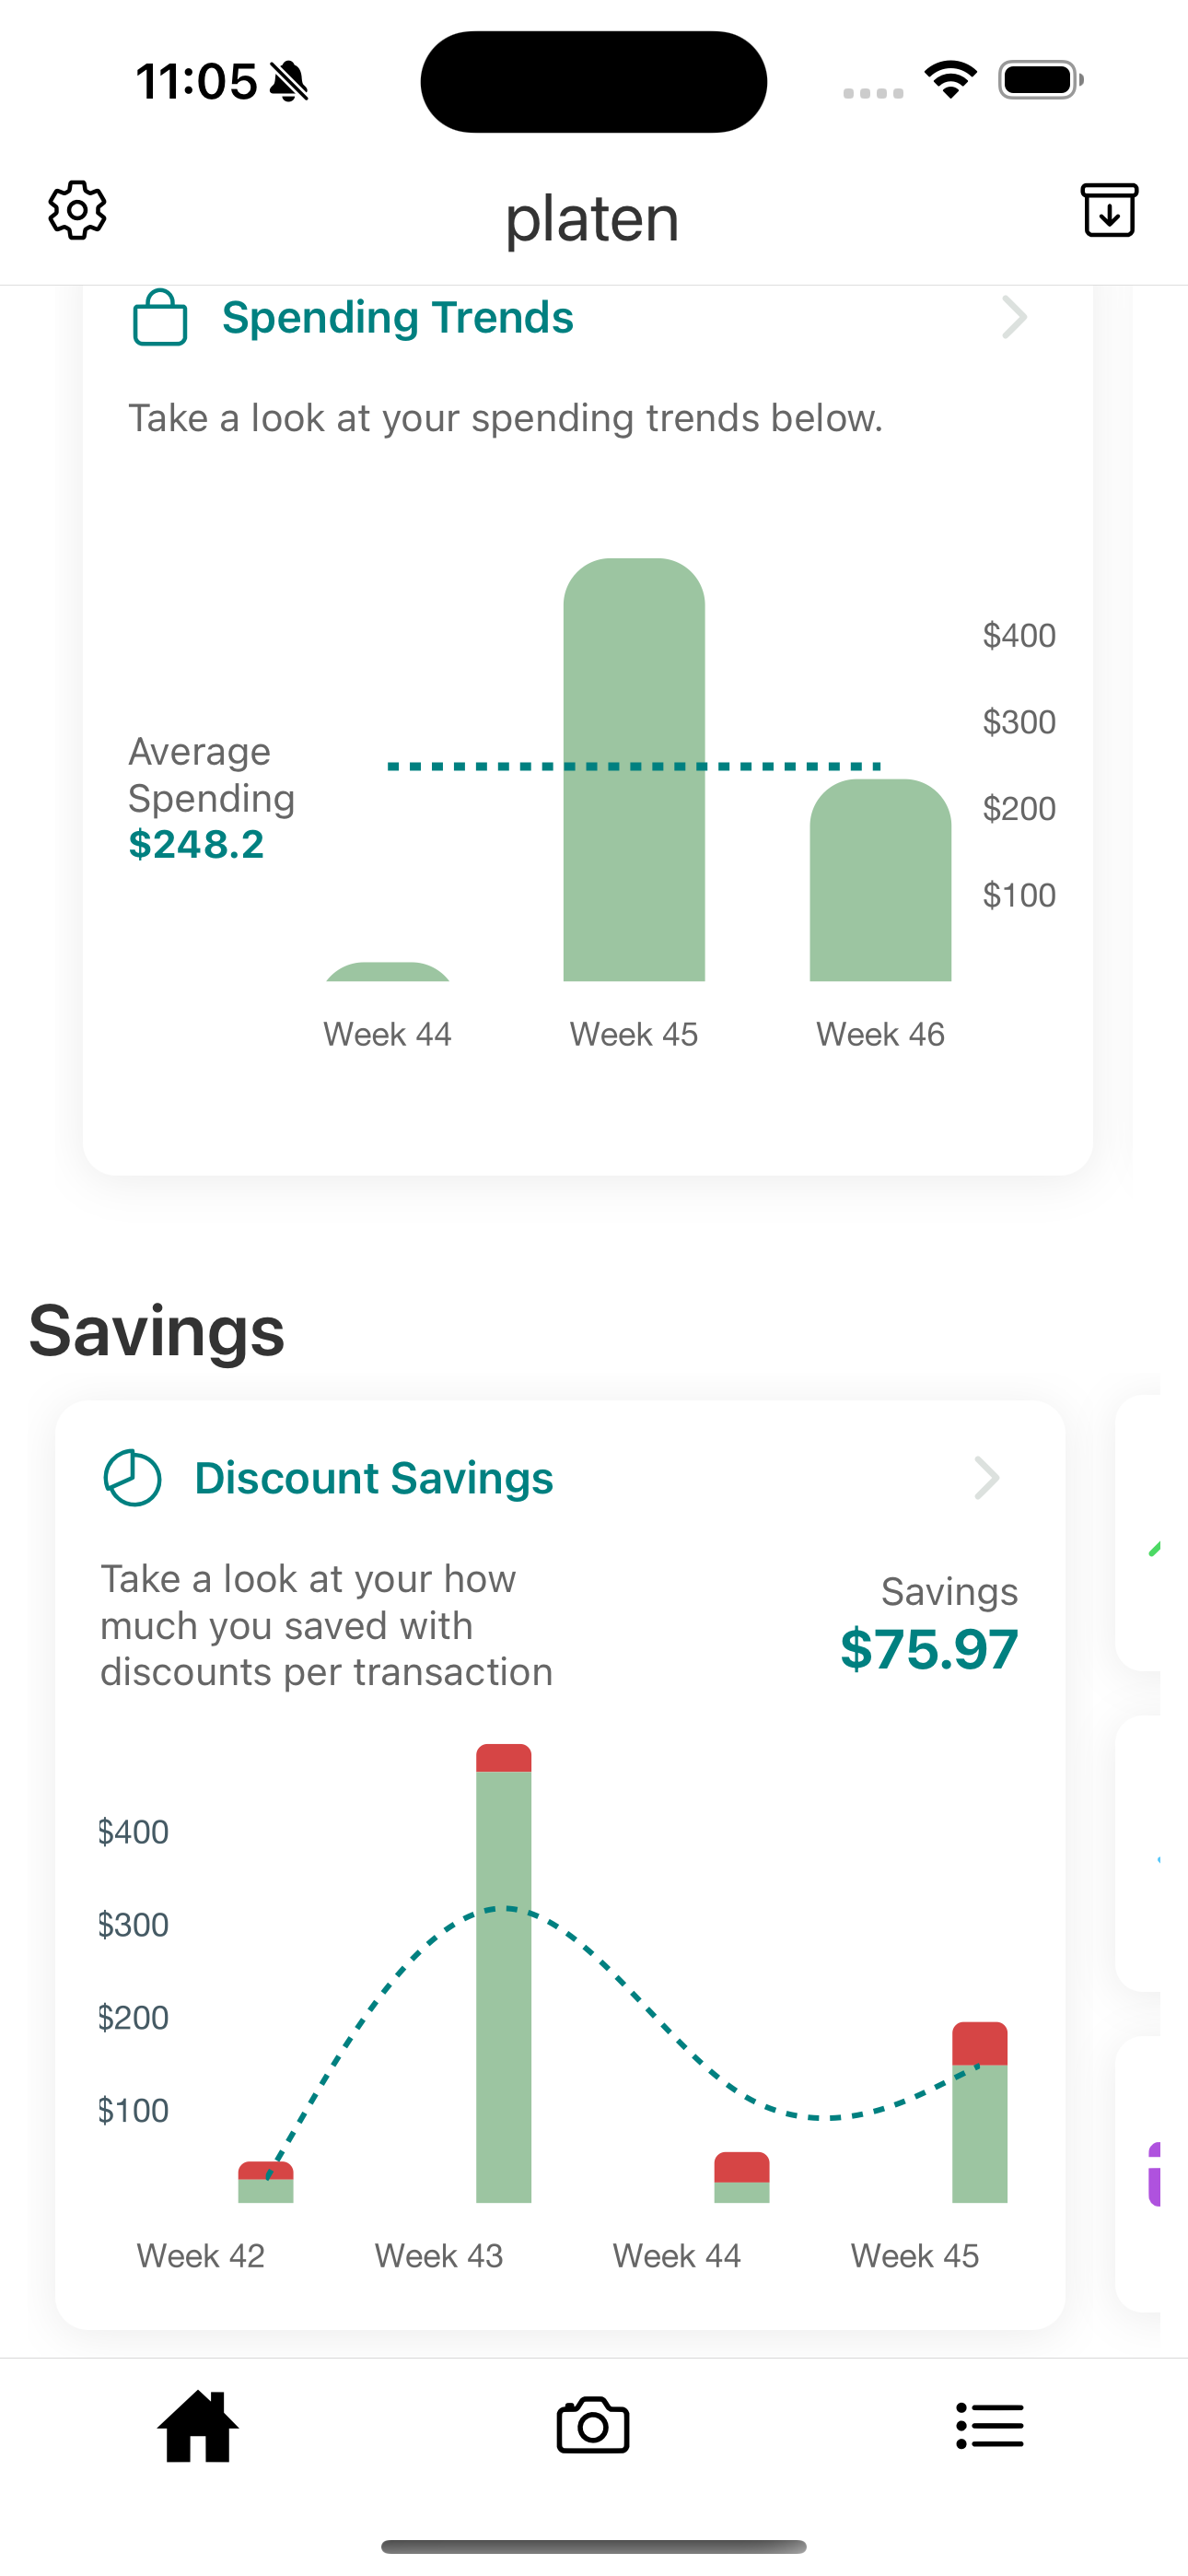 11:05
platen
Spending Trends
Take a look at your spending trends below.
$400
$300
Average
Spending
$248.2
$200
$100
Week 44 Week 45 Week 46
Savings
Discount Savings
Take a look at your how
much you saved with
discounts per transaction
Savings
$75.97
$400
$300
$200
$100
Week 42 Week 43 Week 44 Week 45